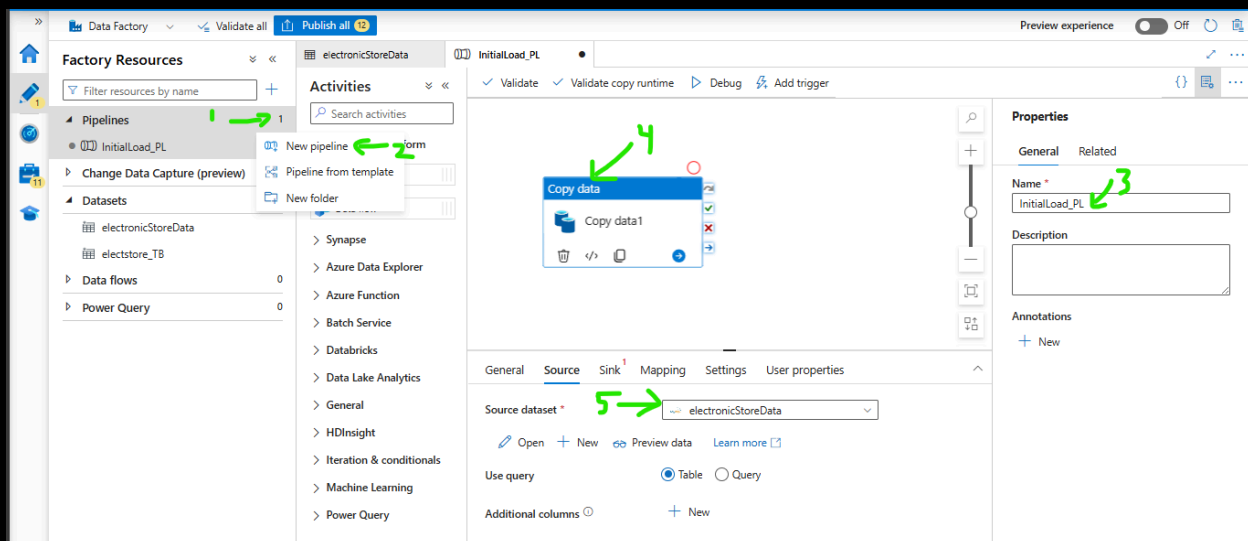 »
Data Factory
Validate all
Publish all 12
Preview experience
Off
Factory Resources
Filter resources by name
Pipelines 1
InitialLoad_PL
Change Data Capture (preview)
Datasets
electronicStoreData
electstore_TB
Data flows 0
Power Query 0
1
11
1
New pipeline
2
Pipeline from template
New folder
electronicStoreData
InitialLoad_PL
Activities
Search activities
form
Synapse
Azure Data Explorer
Azure Function
Batch Service
Databricks
Data Lake Analytics
General
HDInsight
Iteration & conditionals
Machine Learning
Power Query
Validate
Validate copy runtime
Debug
Add trigger
{}
4
Copy data
Copy data1
</>
General
Source
Sink 1
Mapping
Settings
User properties
Source dataset *
5
electronicStoreData
Open
New
Preview data
Learn more
Use query
Table
Query
Additional columns
New
Properties
General
Related
Name *
3
InitialLoad_PL
Description
Annotations
New